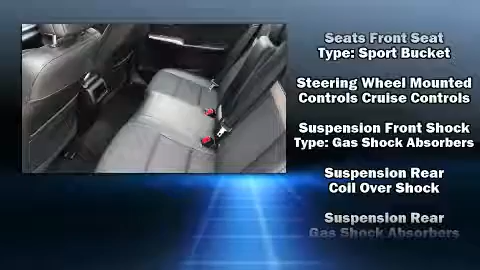 Seats Front Seat
Type: Sport Bucket
Steering Wheel Mounted
Controls Cruise Controls
Suspension Front Shock
Type: Gas Shock Absorbers
Suspension Rear
Coil Over Shock
Suspension Rear
Gas Shock Absorbers